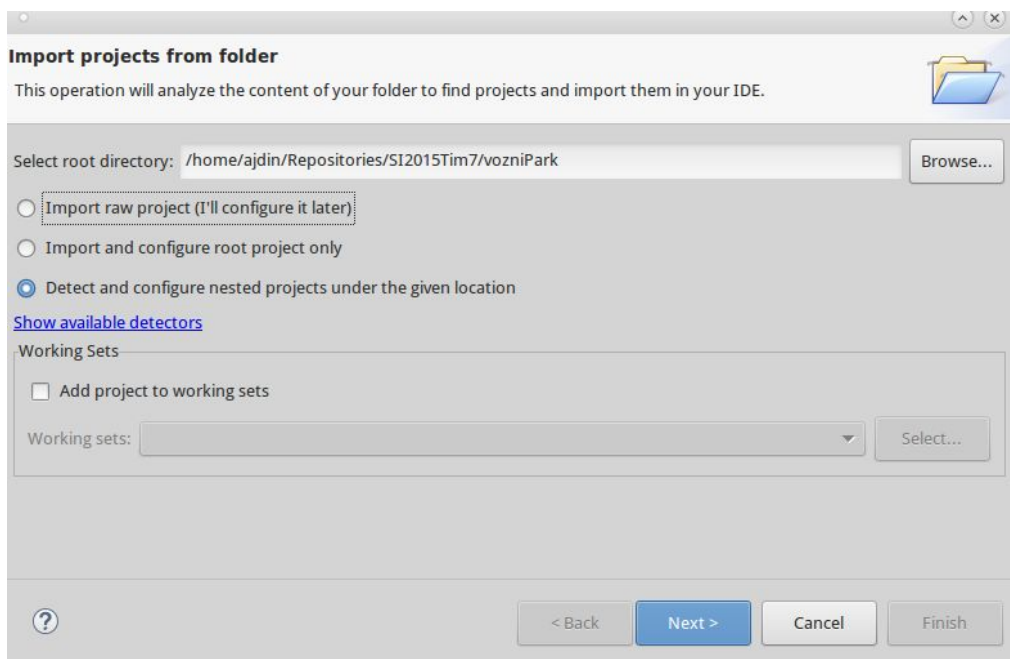 Import projects from folder
This operation will analyze the content of your folder to find projects and import them in your IDE.
Select root directory: /home/ajdin/Repositories/SI2015Tim7/vozniPark Browse...
Import raw project (I'll configure it later)
Import and configure root project only
Detect and configure nested projects under the given location
Show available detectors
Working Sets
Add project to working sets
Working sets: Select...
? < Back Next > Cancel Finish